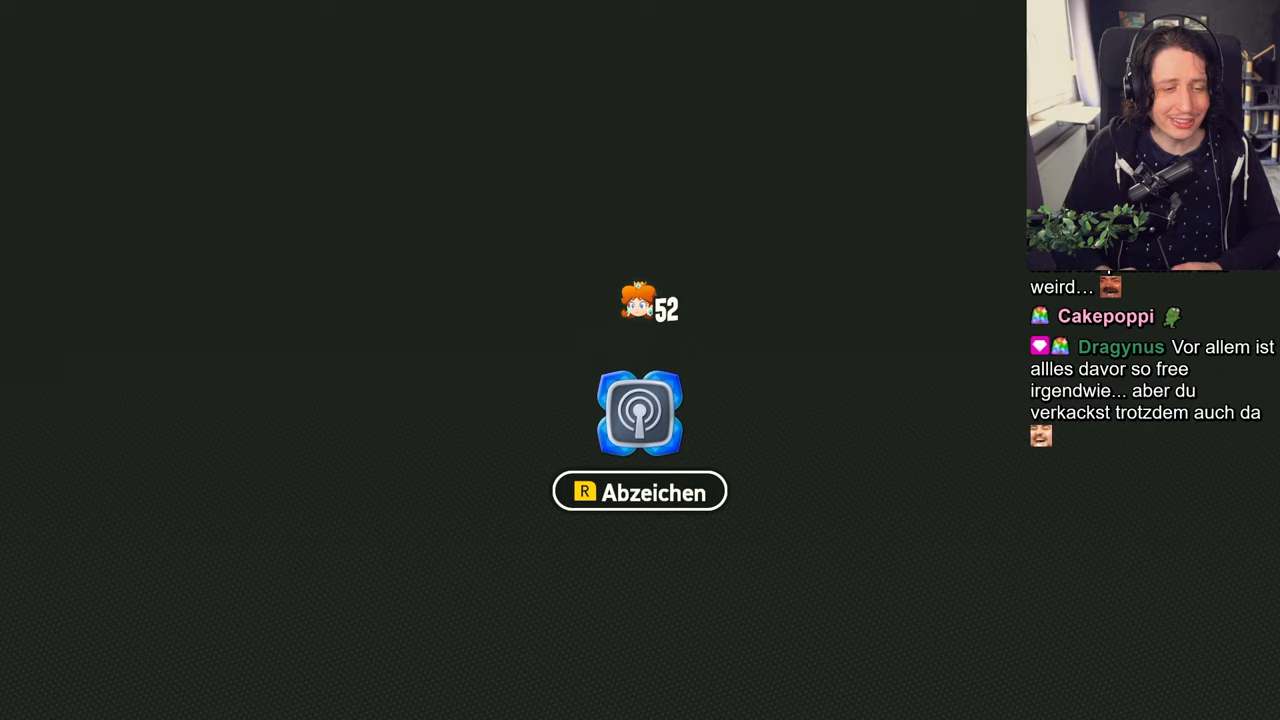 52
R Abzeichen
weird...
Cakepoppi
Dragynus Vor allem ist
allles davor so free
irgendwie... aber du
verkackst trotzdem auch da